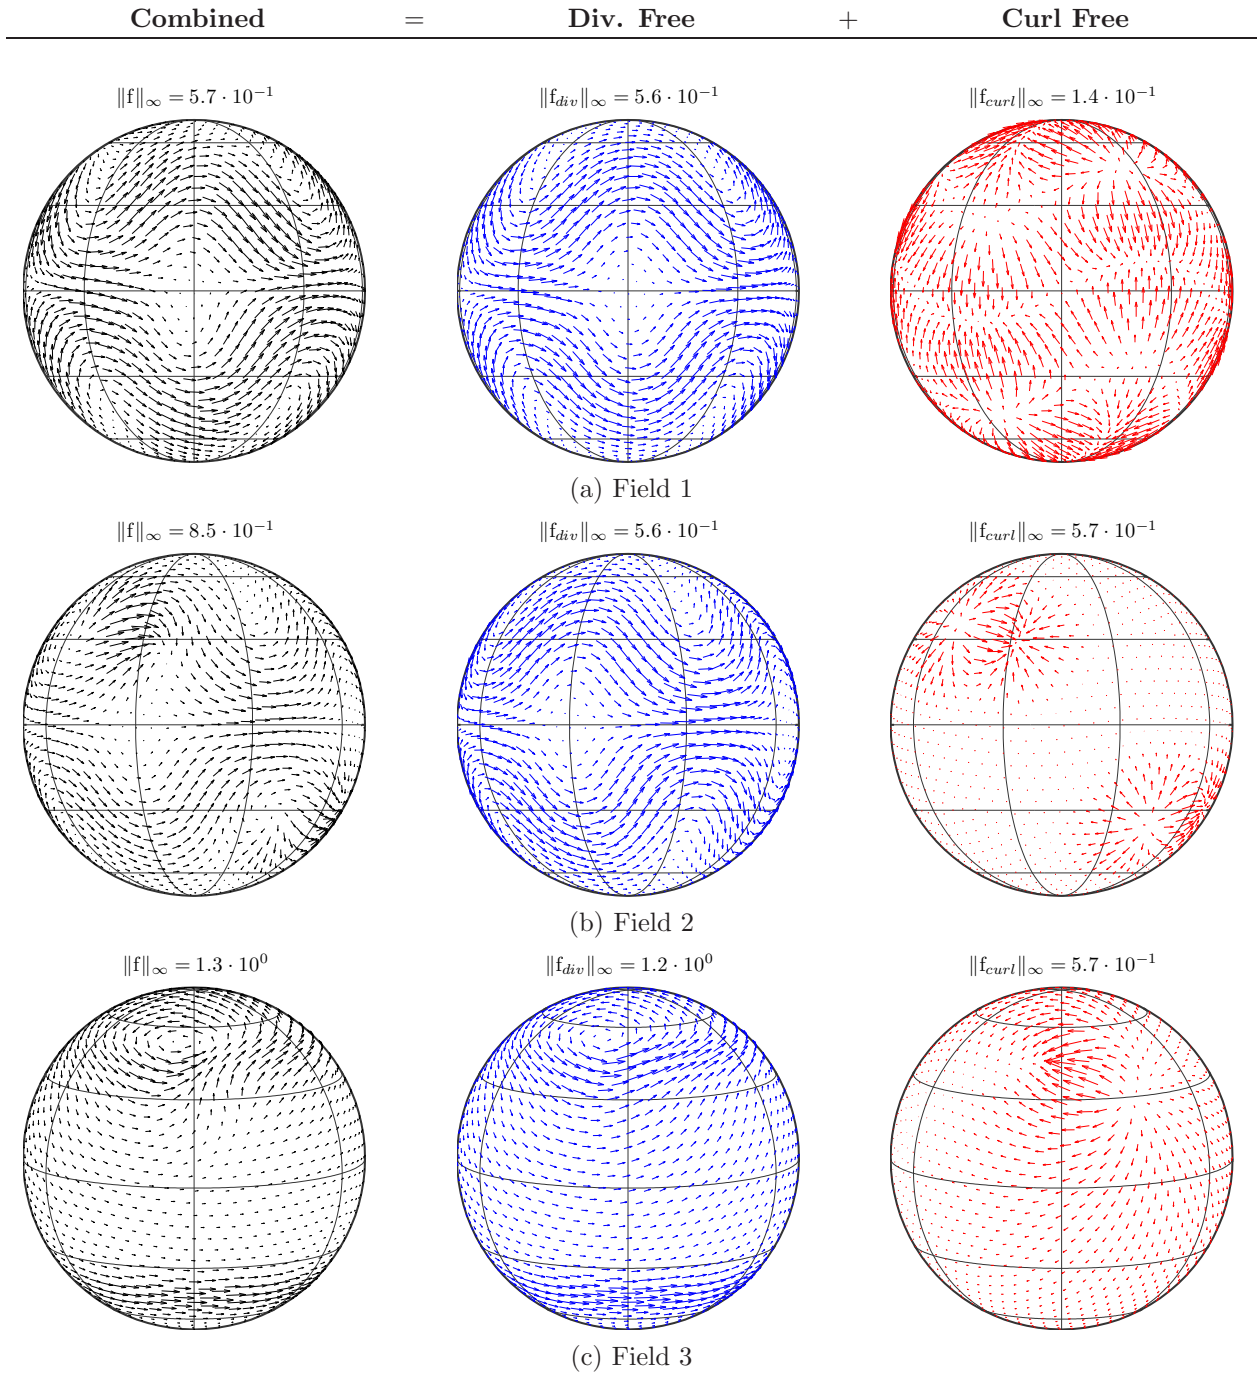 Combined = Div. Free + Curl Free
‖f‖∞ = 5.7 · 10⁻¹ ‖f_div‖∞ = 5.6 · 10⁻¹ ‖f_curl‖∞ = 1.4 · 10⁻¹
(a) Field 1
‖f‖∞ = 8.5 · 10⁻¹ ‖f_div‖∞ = 5.6 · 10⁻¹ ‖f_curl‖∞ = 5.7 · 10⁻¹
(b) Field 2
‖f‖∞ = 1.3 · 10⁰ ‖f_div‖∞ = 1.2 · 10⁰ ‖f_curl‖∞ = 5.7 · 10⁻¹
(c) Field 3